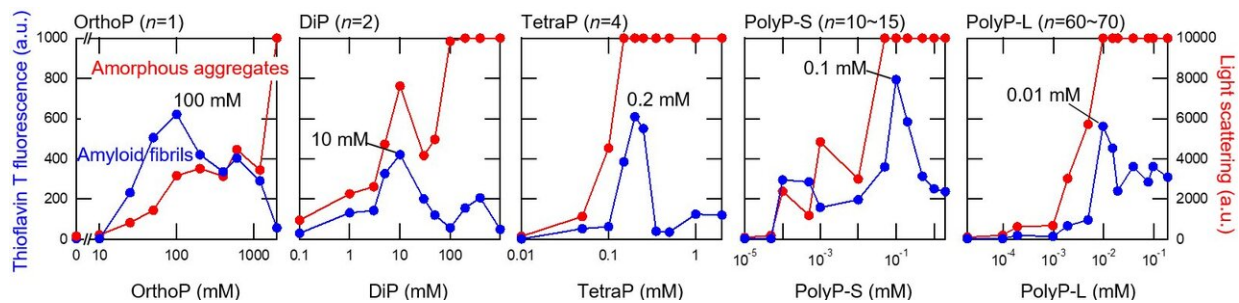 OrthoP (n=1)
DiP (n=2)
TetraP (n=4)
PolyP-S (n=10~15)
PolyP-L (n=60~70)
Thioflavin T fluorescence (a.u.)
1000
800
600
400
200
0
Amorphous aggregates
100 mM
Amyloid fibrils
10 mM
0.2 mM
0.1 mM
0.01 mM
10000
8000
6000
4000
2000
0
Light scattering (a.u.)
0 10 100 1000
0.1 1 10 100
0.01 0.1 1
10-5 10-3 10-1
10-4 10-3 10-2 10-1
OrthoP (mM)
DiP (mM)
TetraP (mM)
PolyP-S (mM)
PolyP-L (mM)